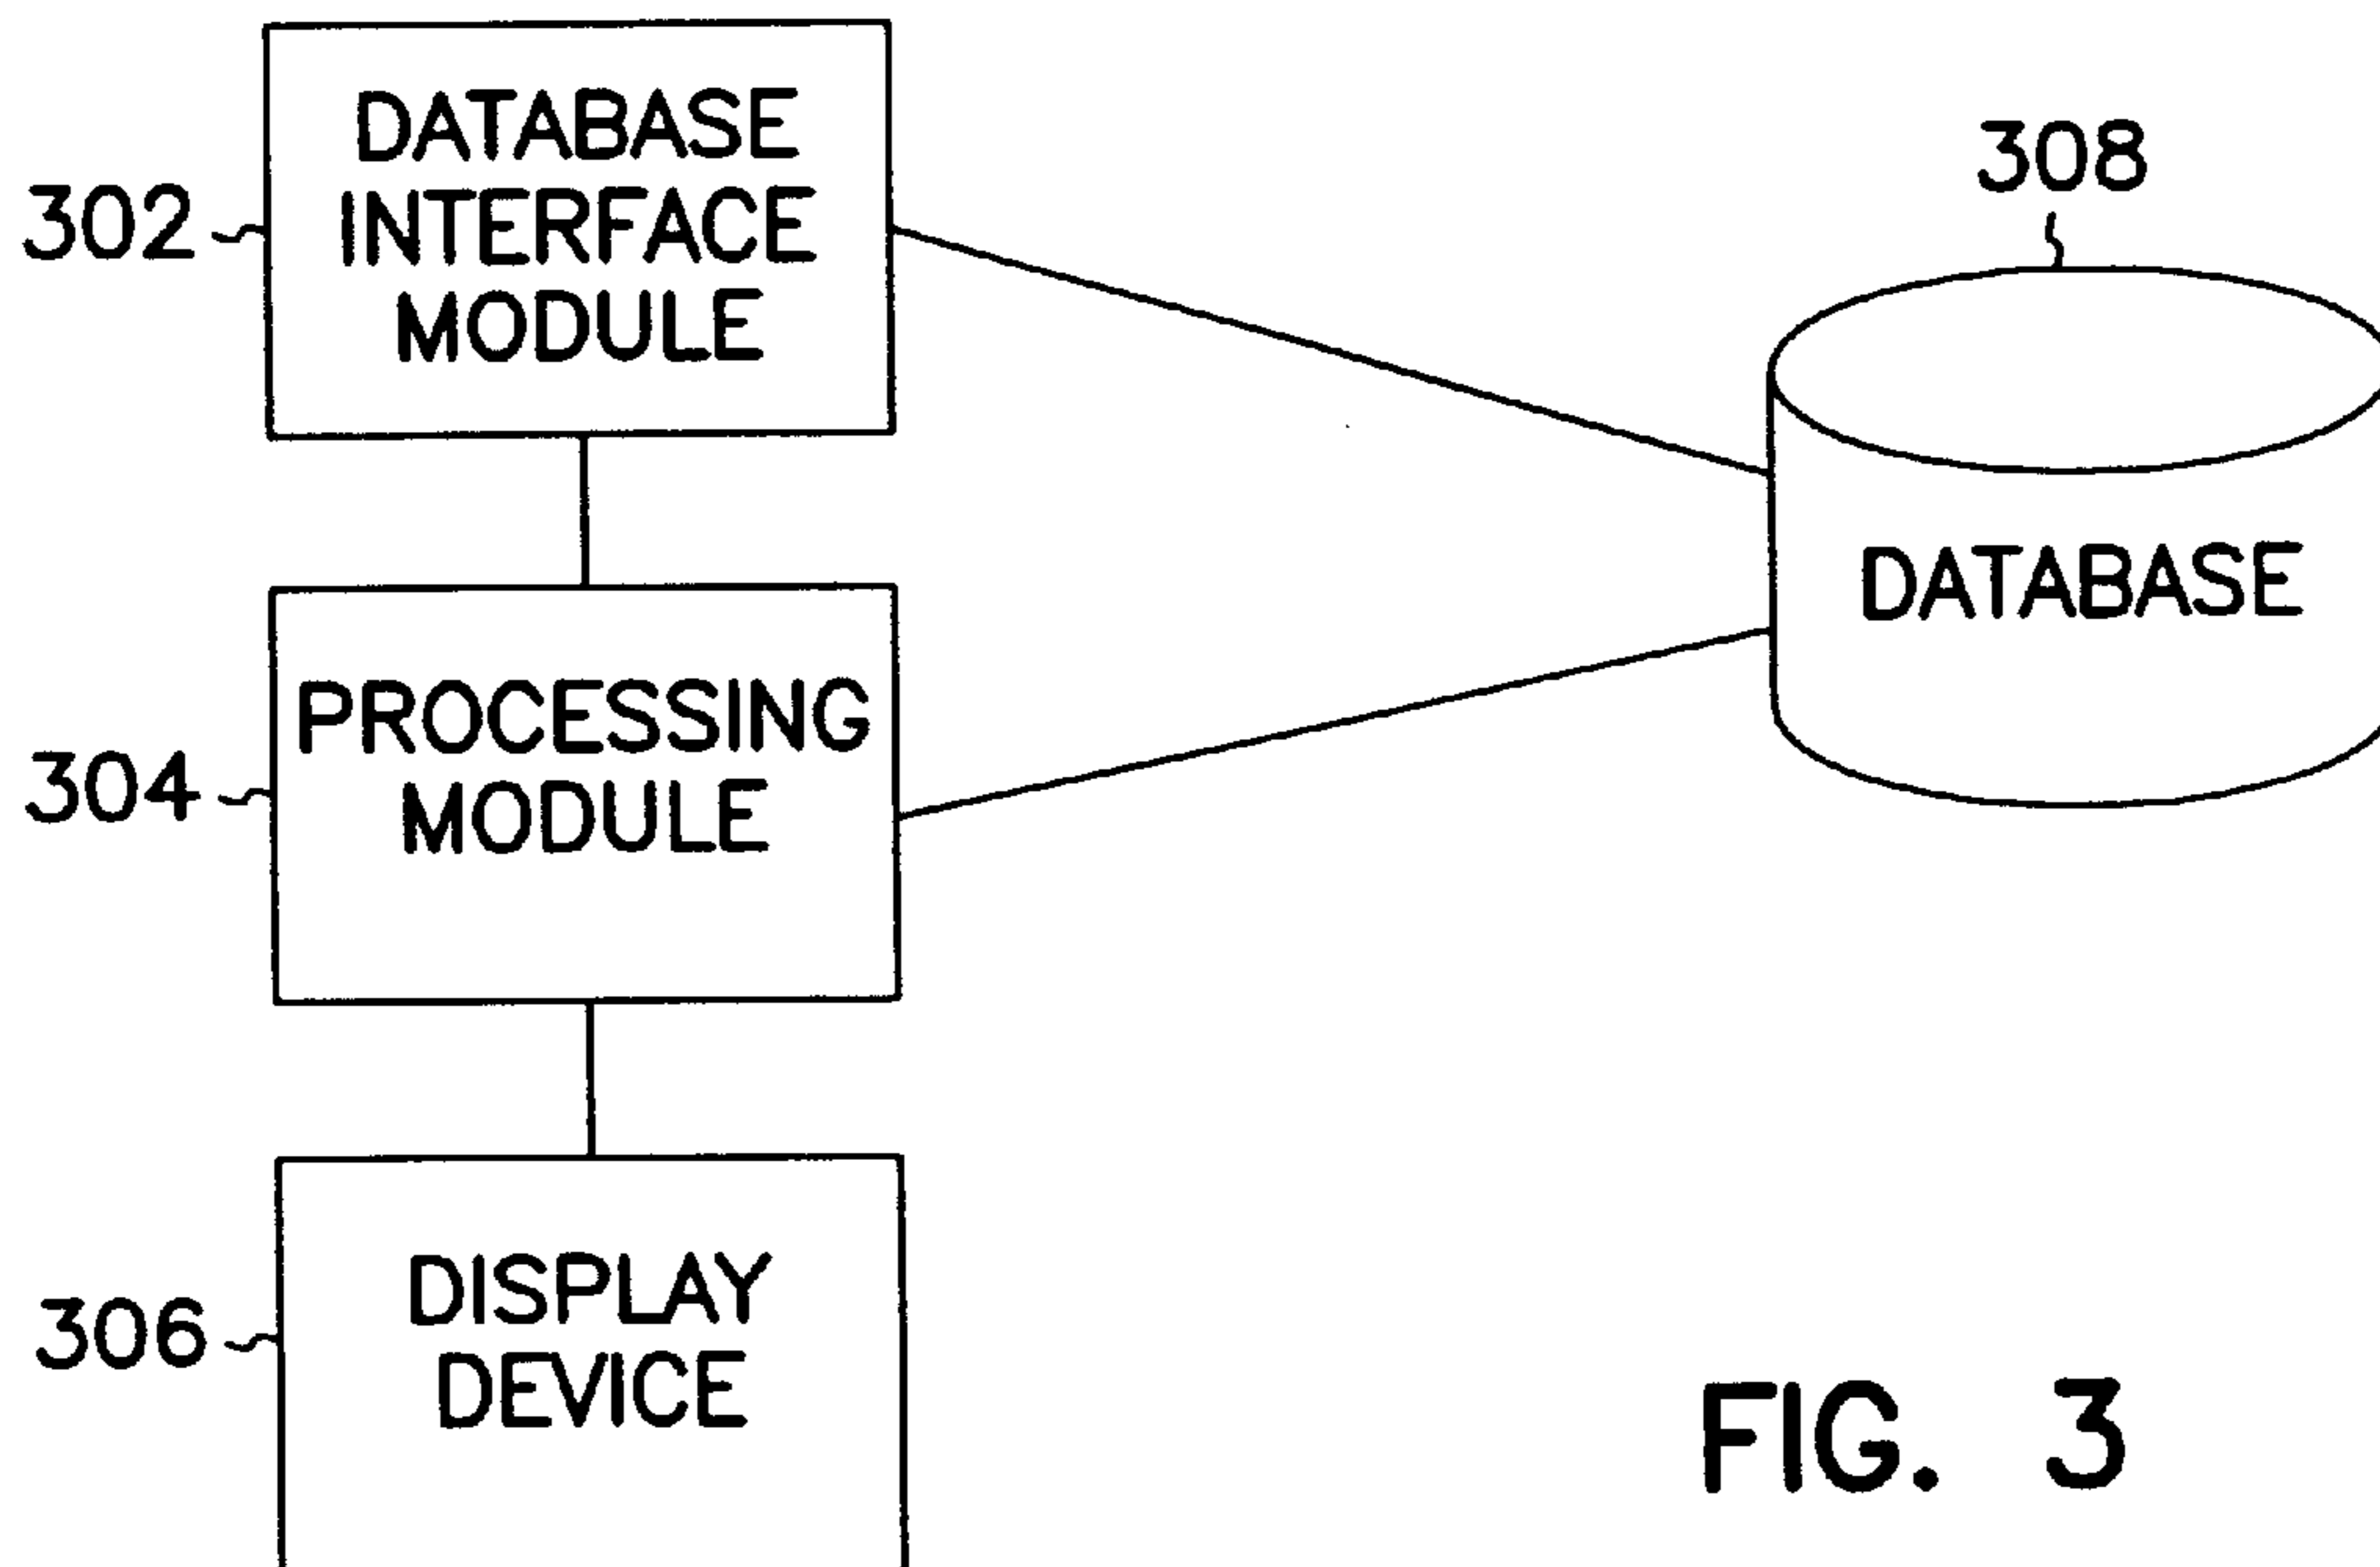 DATABASE
INTERFACE
MODULE
302
308
DATABASE
PROCESSING
MODULE
304
DISPLAY
DEVICE
306
FIG. 3